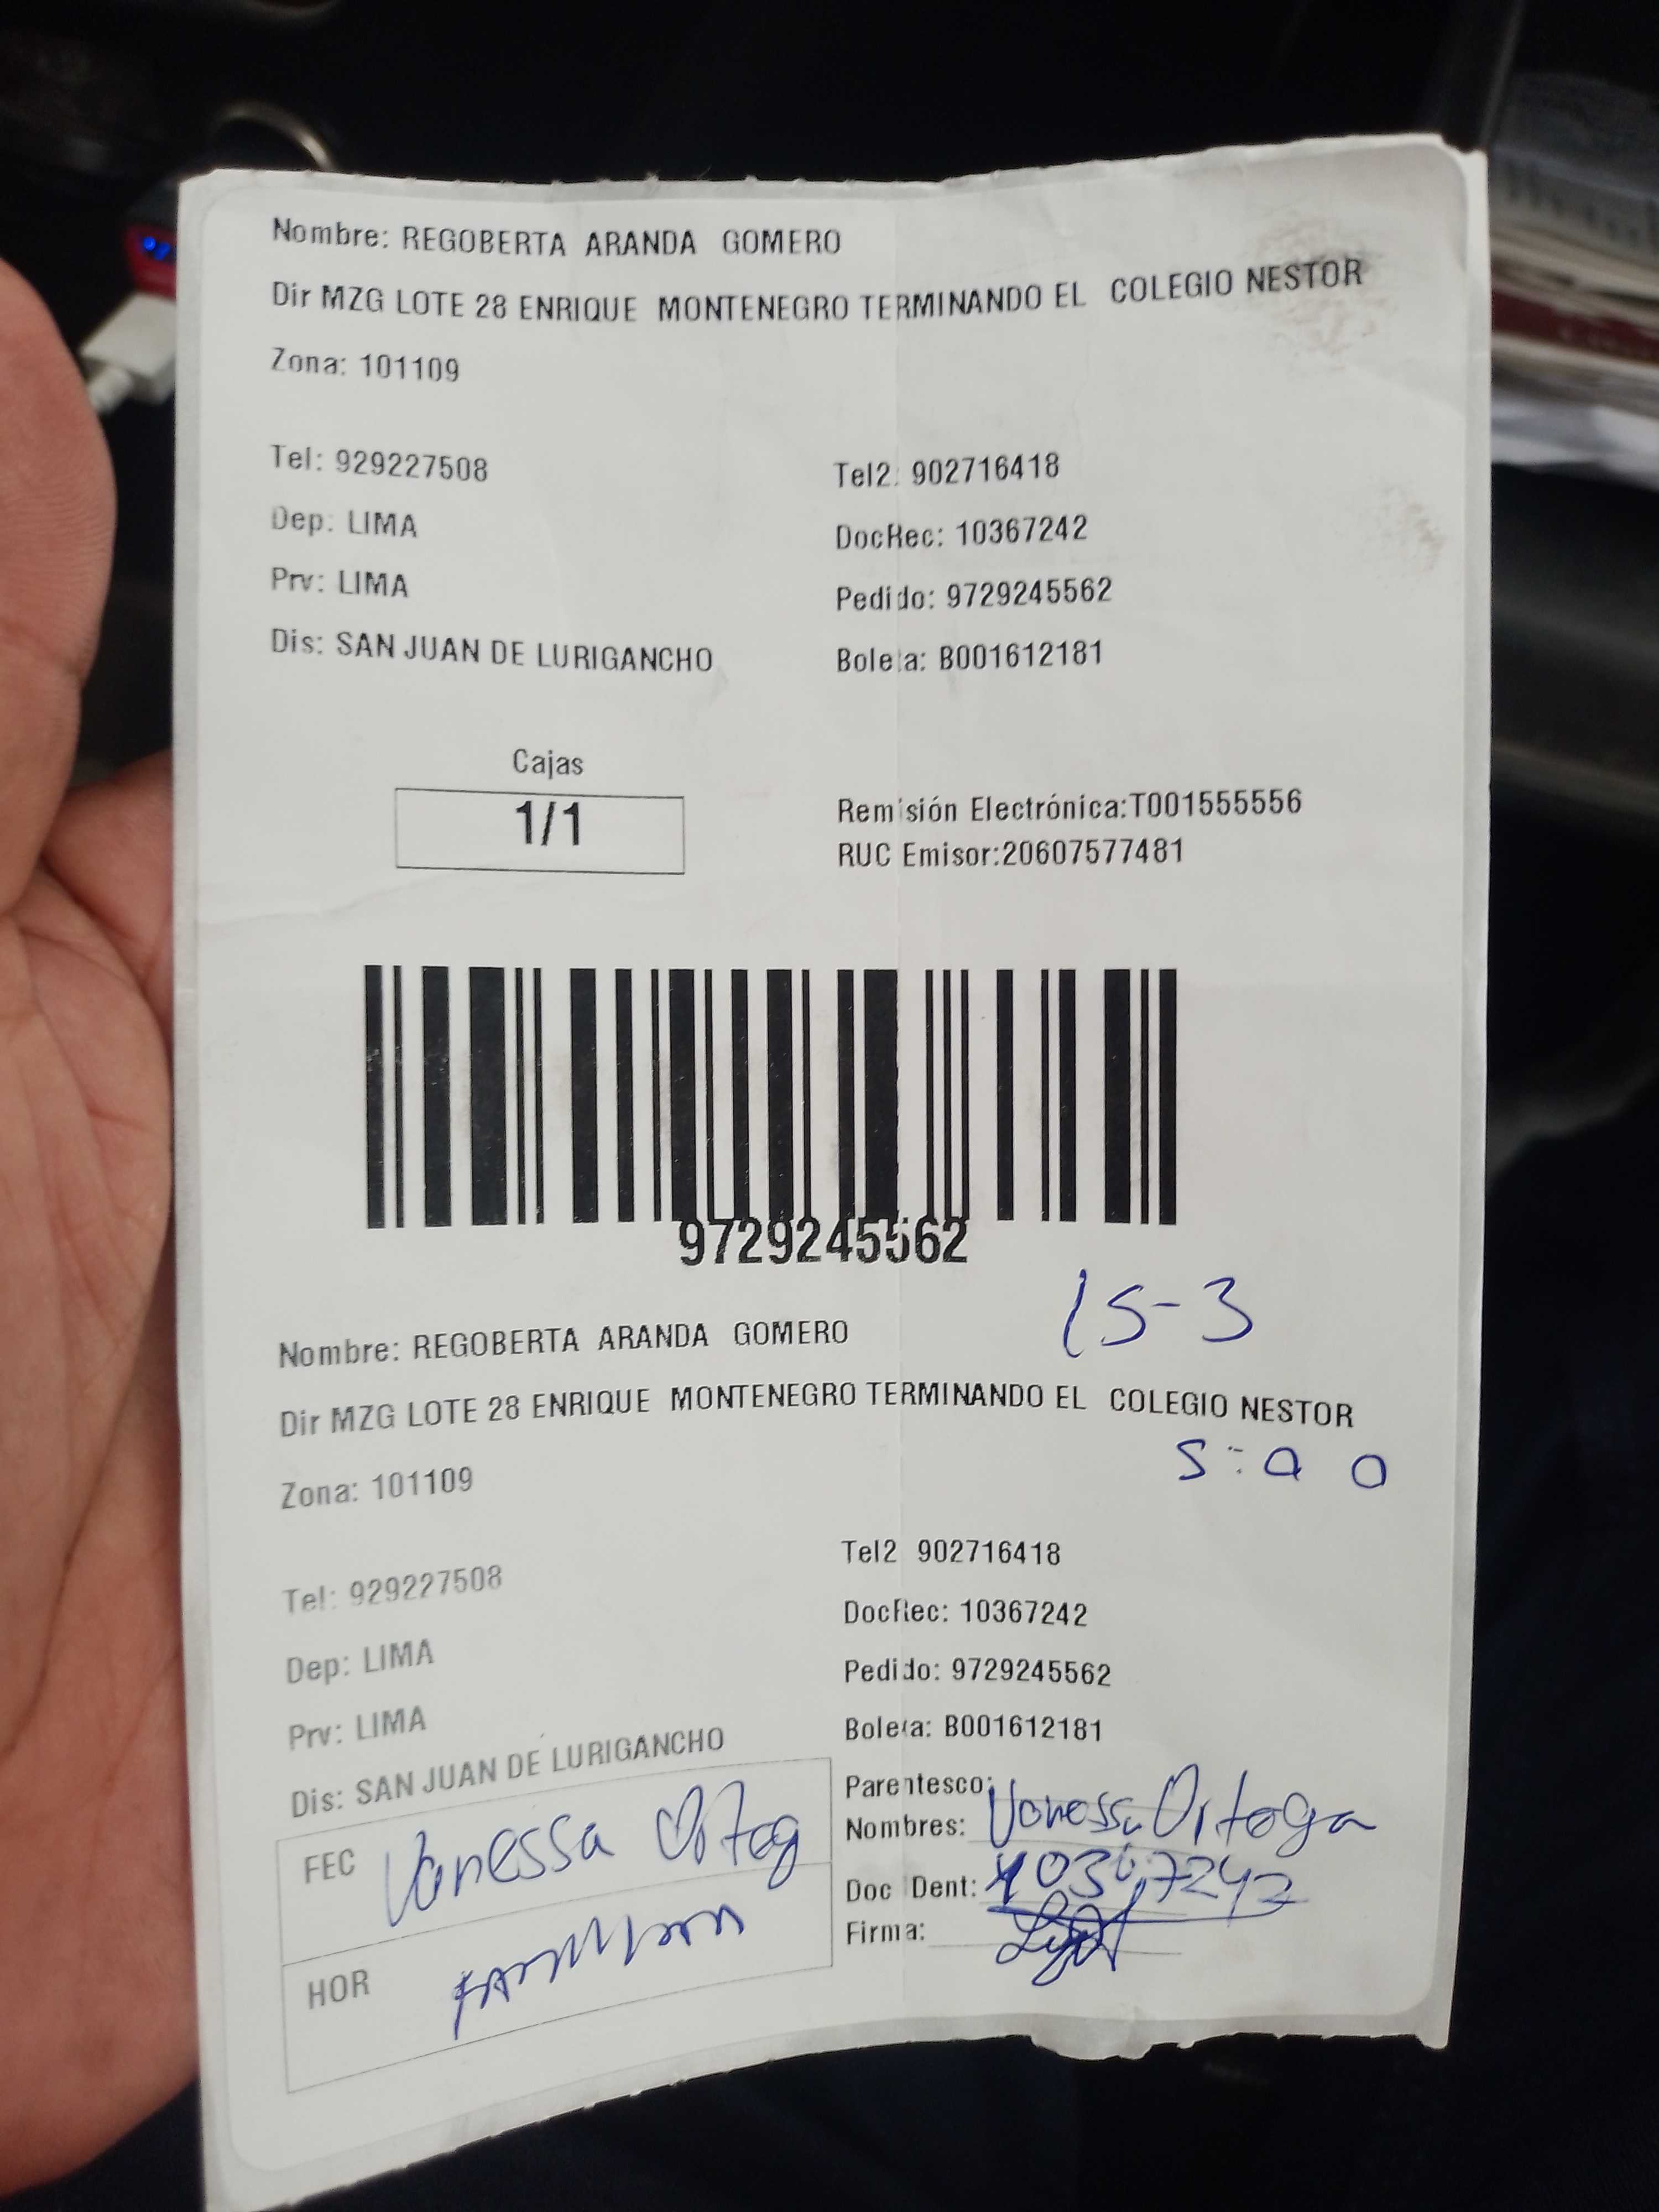 Nombre: REGOBERTA ARANDA GOMERO
Dir MZG LOTE 28 ENRIQUE MONTENEGRO TERMINANDO EL COLEGIO NESTOR
Zona: 101109
Tel: 929227508
Tel2: 902716418
Dep: LIMA
DocRec: 10367242
Prv: LIMA
Pedido: 9729245562
Dis: SAN JUAN DE LURIGANCHO
Boleta: B001612181
Cajas
1/1
Remisión Electrónica:T001555556
RUC Emisor:20607577481
9729245562
15-3
Nombre: REGOBERTA ARANDA GOMERO
Dir MZG LOTE 28 ENRIQUE MONTENEGRO TERMINANDO EL COLEGIO NESTOR
S:00
Zona: 101109
Tel2 902716418
Tel: 929227508
DocRec: 10367242
Dep: LIMA
Pedido: 9729245562
Prv: LIMA
Boleta: B001612181
Dis: SAN JUAN DE LURIGANCHO
Parentesco:
Nombres: Vanessa Ortega
FEC Vanessa Orteg
Doc Dent: 10367242
Firma:
HOR